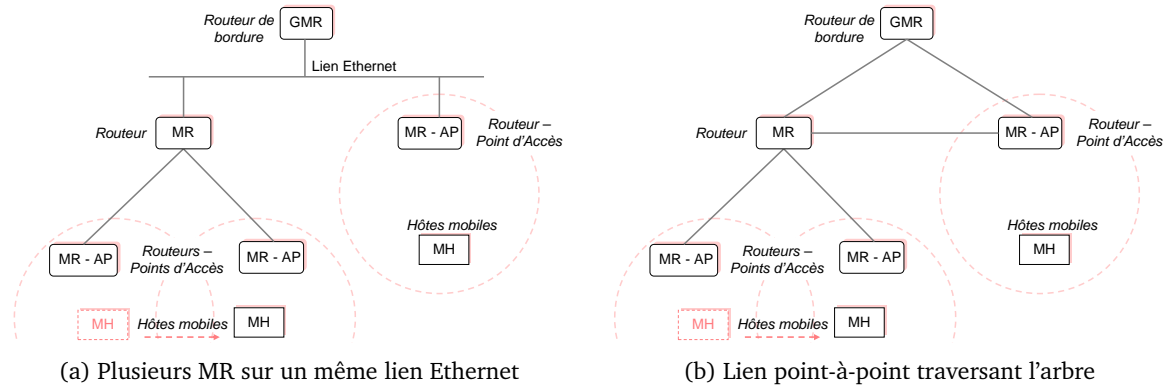 Routeur de
bordure
GMR
Lien Ethernet
Routeur
MR
MR - AP
Routeur –
Point d'Accès
Hôtes mobiles
MH
MR - AP
Routeurs –
Points d'Accès
MR - AP
MH
Hôtes mobiles
MH
(a) Plusieurs MR sur un même lien Ethernet
Routeur de
bordure
GMR
Routeur
MR
MR - AP
Routeur –
Point d'Accès
Hôtes mobiles
MH
MR - AP
Routeurs –
Points d'Accès
MR - AP
MH
Hôtes mobiles
MH
(b) Lien point-à-point traversant l'arbre